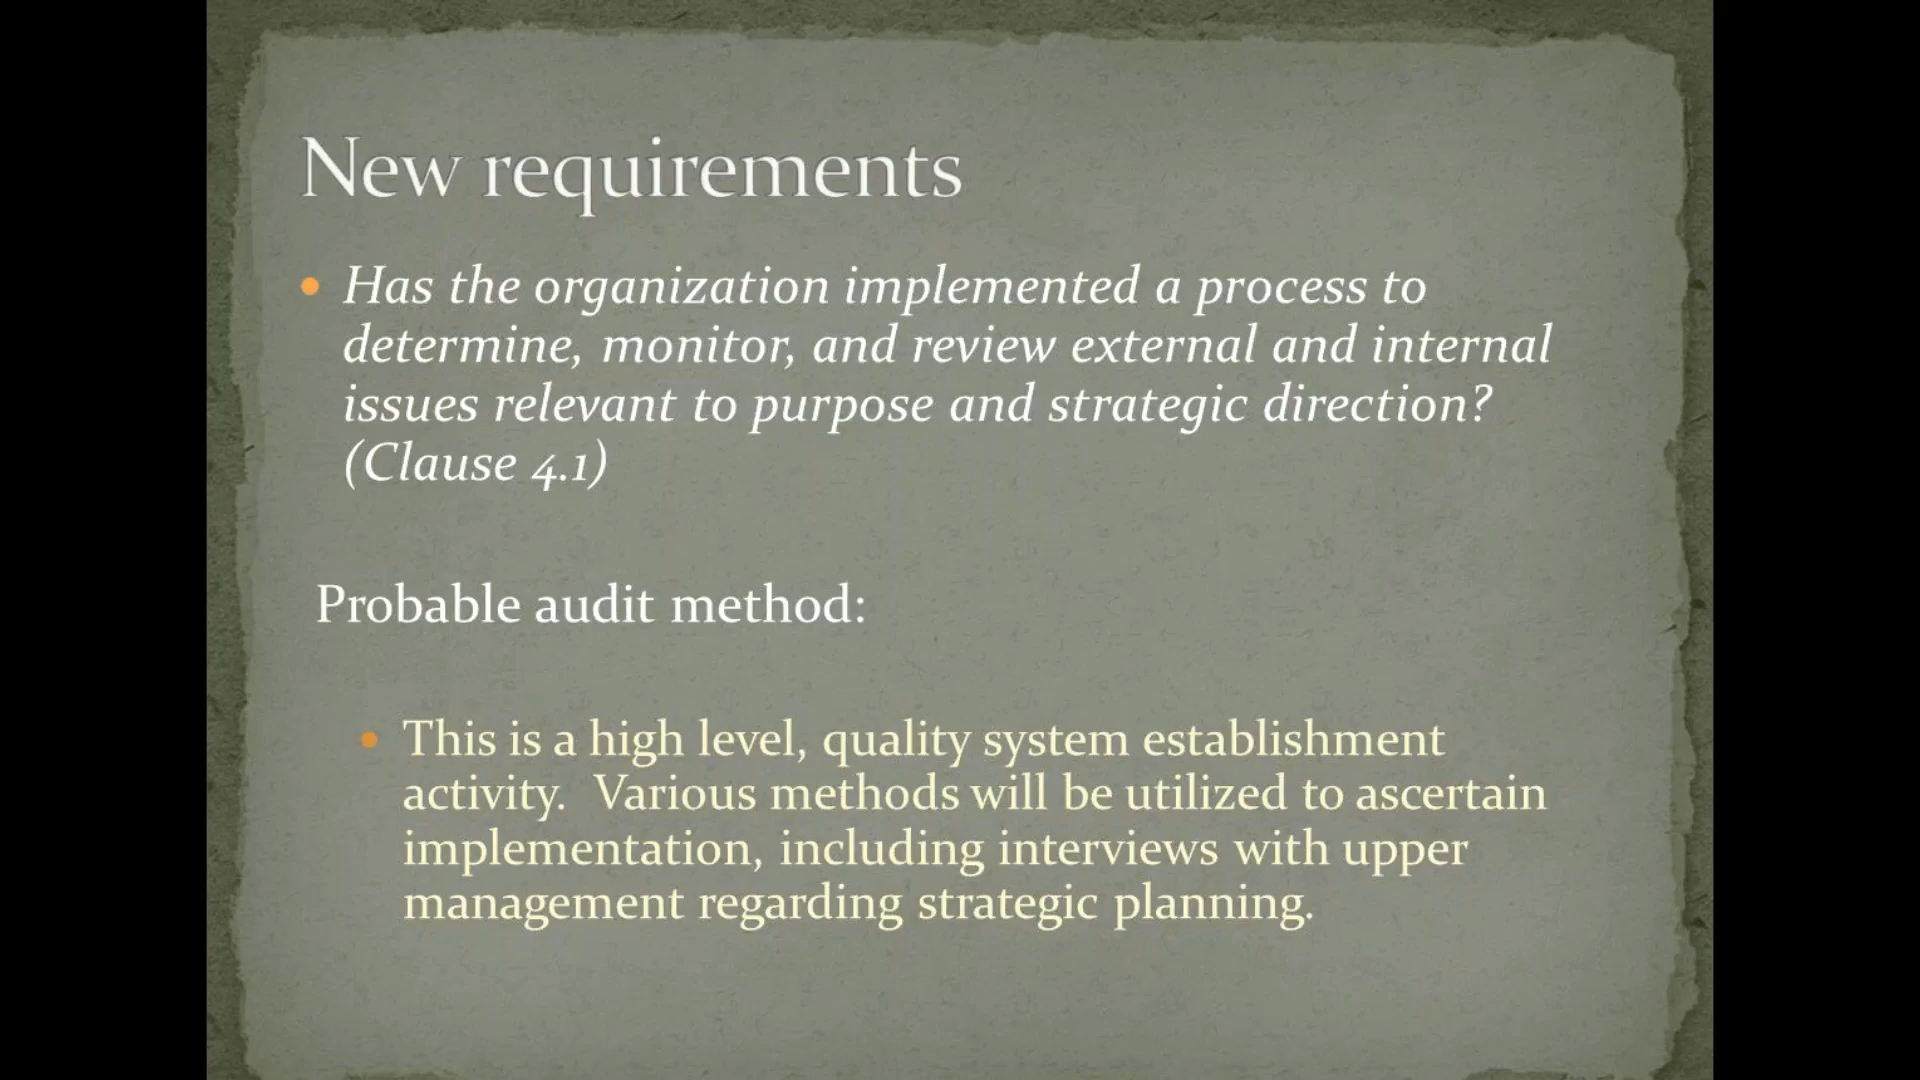 New requirements
• Has the organization implemented a process to
determine, monitor, and review external and internal
issues relevant to purpose and strategic direction?
(Clause 4.1)
Probable audit method:
• This is a high level, quality system establishment
activity.  Various methods will be utilized to ascertain
implementation, including interviews with upper
management regarding strategic planning.